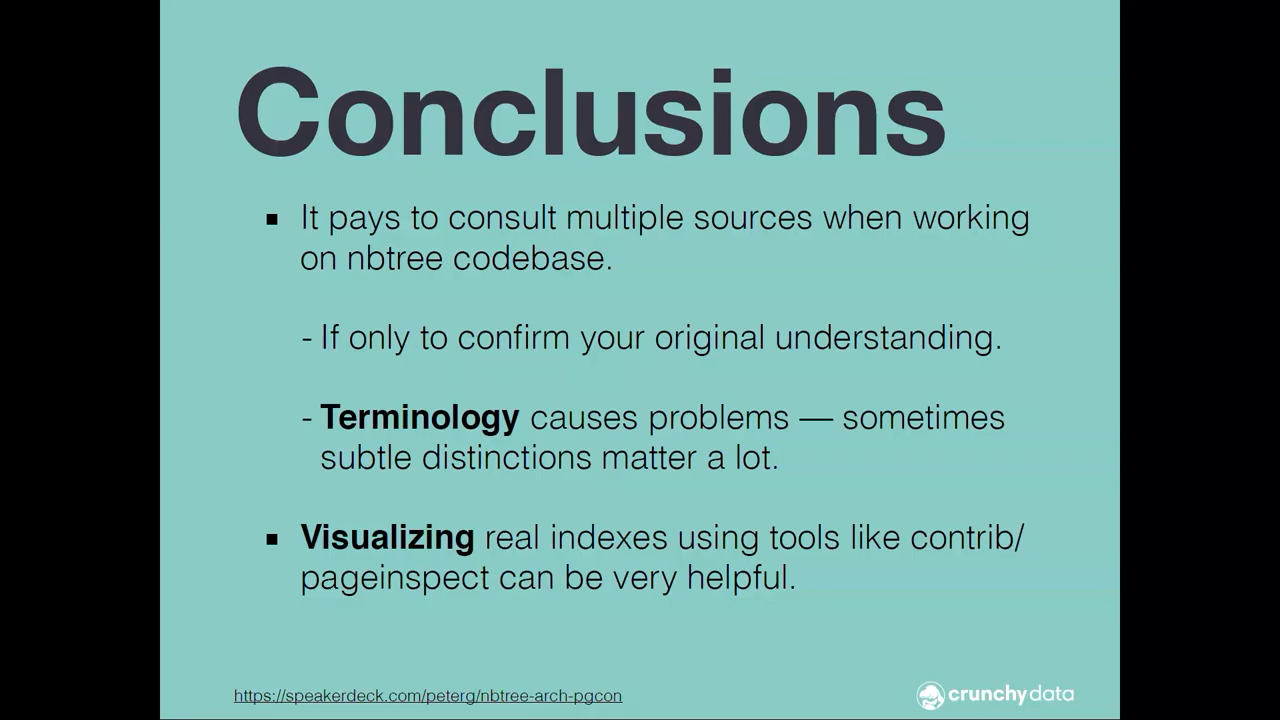 Conclusions
▪ It pays to consult multiple sources when working
on nbtree codebase.
- If only to confirm your original understanding.
- Terminology causes problems — sometimes
subtle distinctions matter a lot.
▪ Visualizing real indexes using tools like contrib/
pageinspect can be very helpful.
https://speakerdeck.com/peterg/nbtree-arch-pgcon
crunchydata